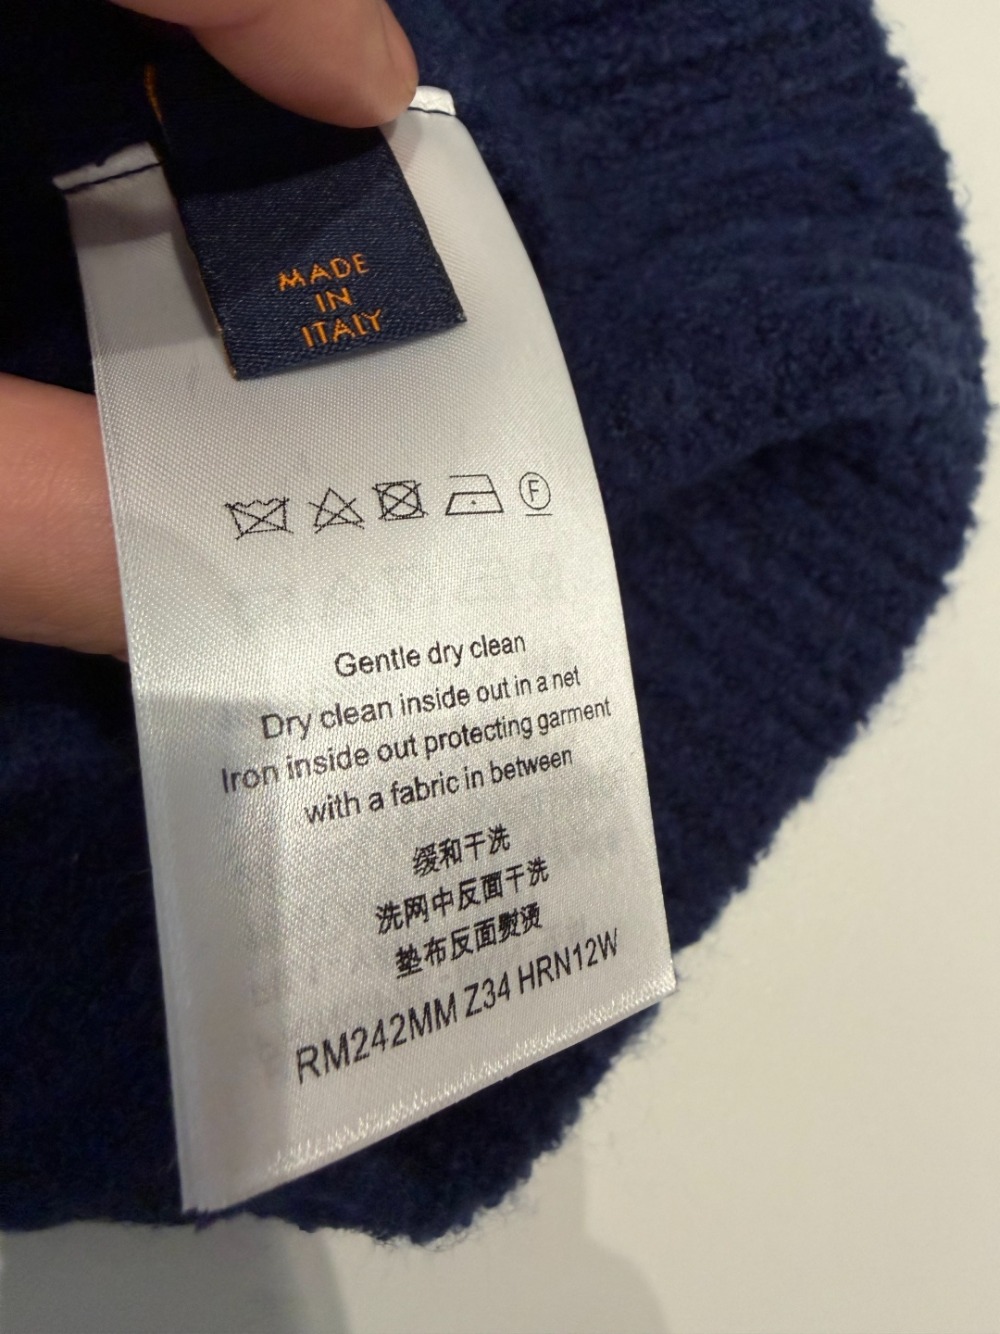 MADE
IN
ITALY
F
Gentle dry clean
Dry clean inside out in a net
Iron inside out protecting garment
with a fabric in between
缓和干洗
洗网中反面干洗
垫布反面熨烫
RM242MM Z34 HRN12W